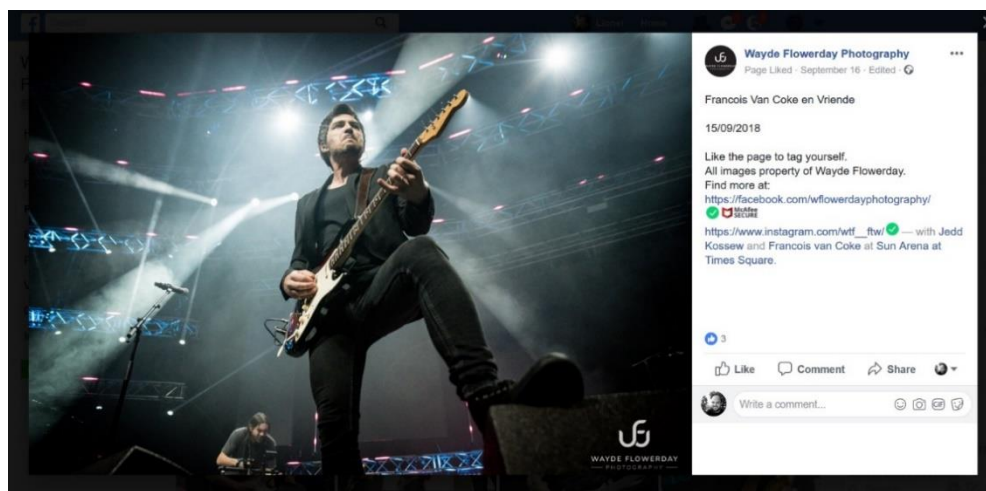 Wayde Flowerday Photography
Page Liked · September 16 · Edited ·
Francois Van Coke en Vriende
15/09/2018
Like the page to tag yourself.
All images property of Wayde Flowerday.
Find more at:
https://facebook.com/wflowerdayphotography/
McAfee
SECURE
https://www.instagram.com/wtf__ftw/ — with Jedd
Kossew and Francois van Coke at Sun Arena at
Times Square.
3
Like Comment Share
Write a comment...
GIF
WAYDE FLOWERDAY
PHOTOGRAPHY